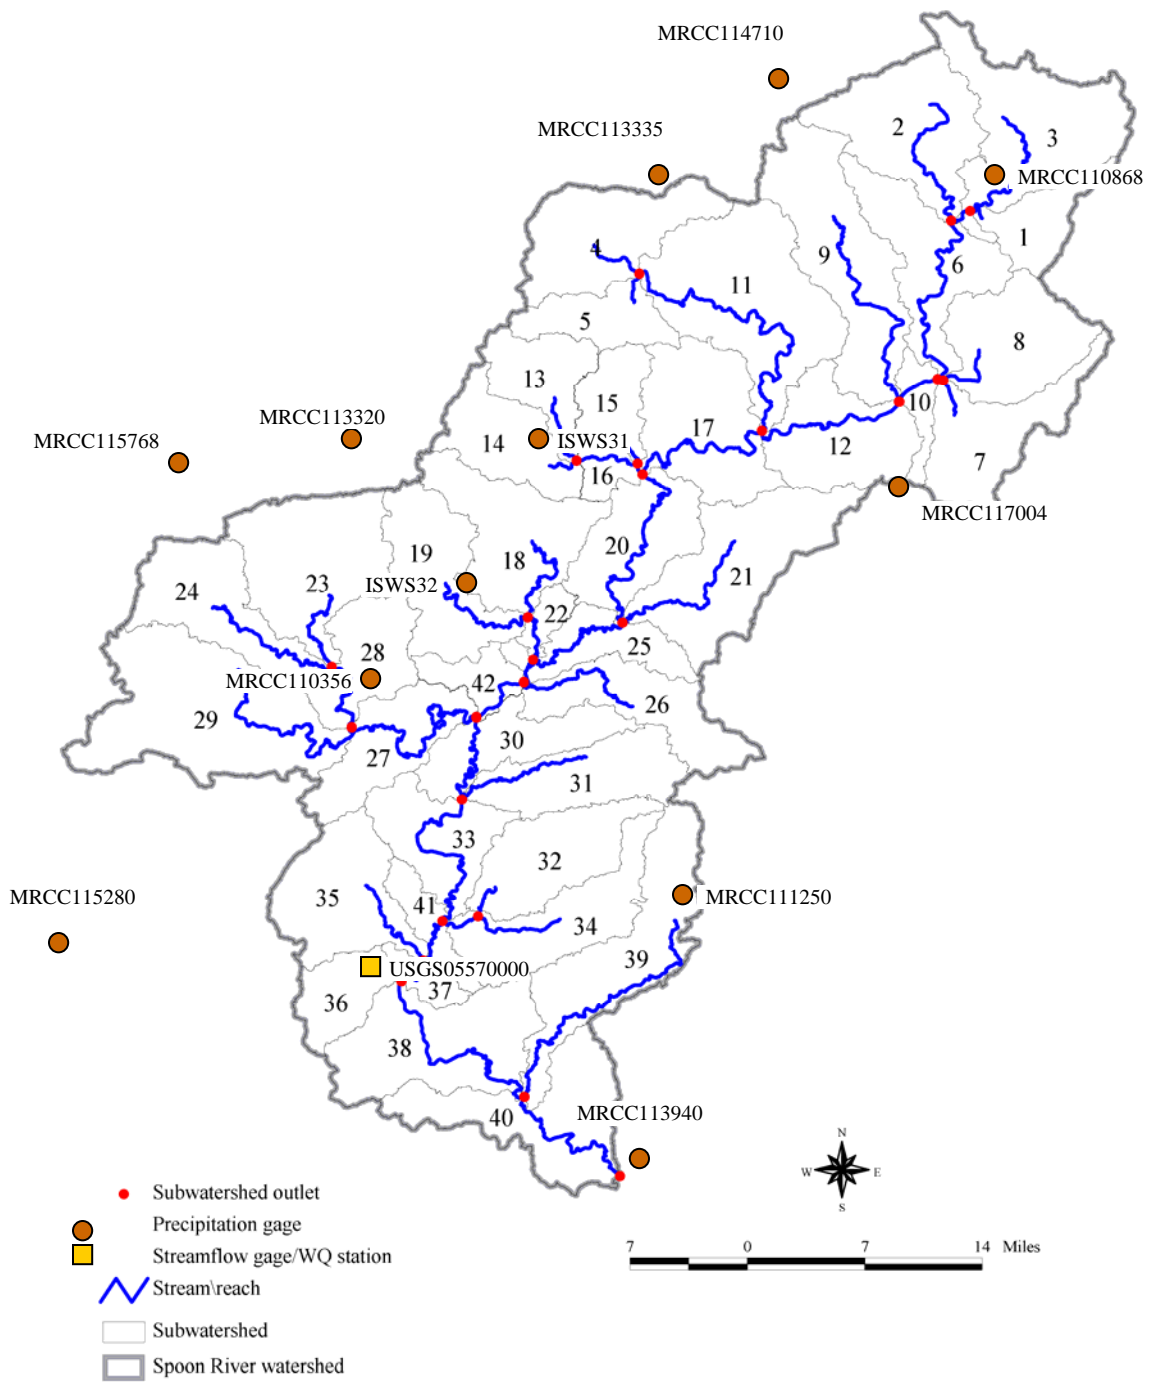 MRCC114710
MRCC113335
2
3
MRCC110868
1
4
9
6
11
5
8
13
15
10
MRCC113320
17
MRCC115768
14
ISWS31
12
16
7
MRCC117004
20
19
18
21
ISWS32
24
23
22
25
28
MRCC110356
42
26
29
30
27
31
33
32
35
MRCC115280
41
MRCC111250
34
39
USGS05570000
37
36
38
40
MRCC113940
N
W E
S
Subwatershed outlet
Precipitation gage
Streamflow gage/WQ station
Stream\reach
Subwatershed
Spoon River watershed
7 0 7 14 Miles